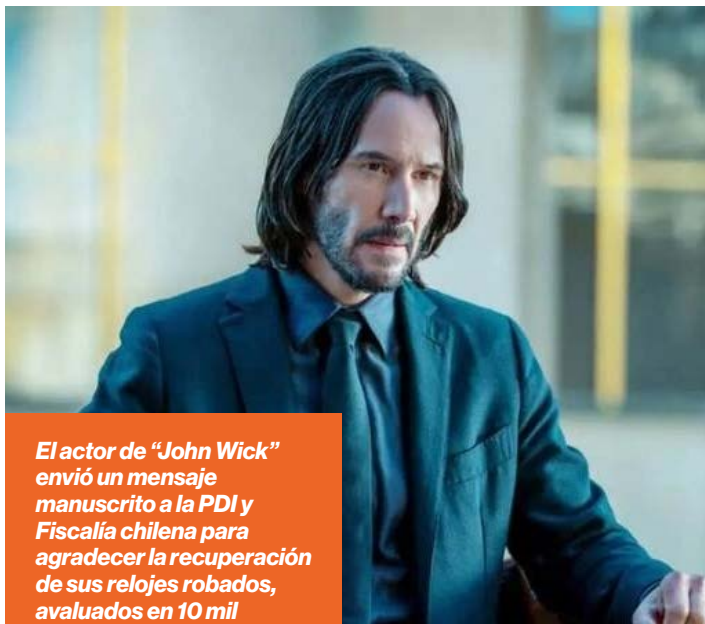 El actor de “John Wick”
envió un mensaje
manuscrito a la PDI y
Fiscalía chilena para
agradecer la recuperación
de sus relojes robados,
avaluados en 10 mil